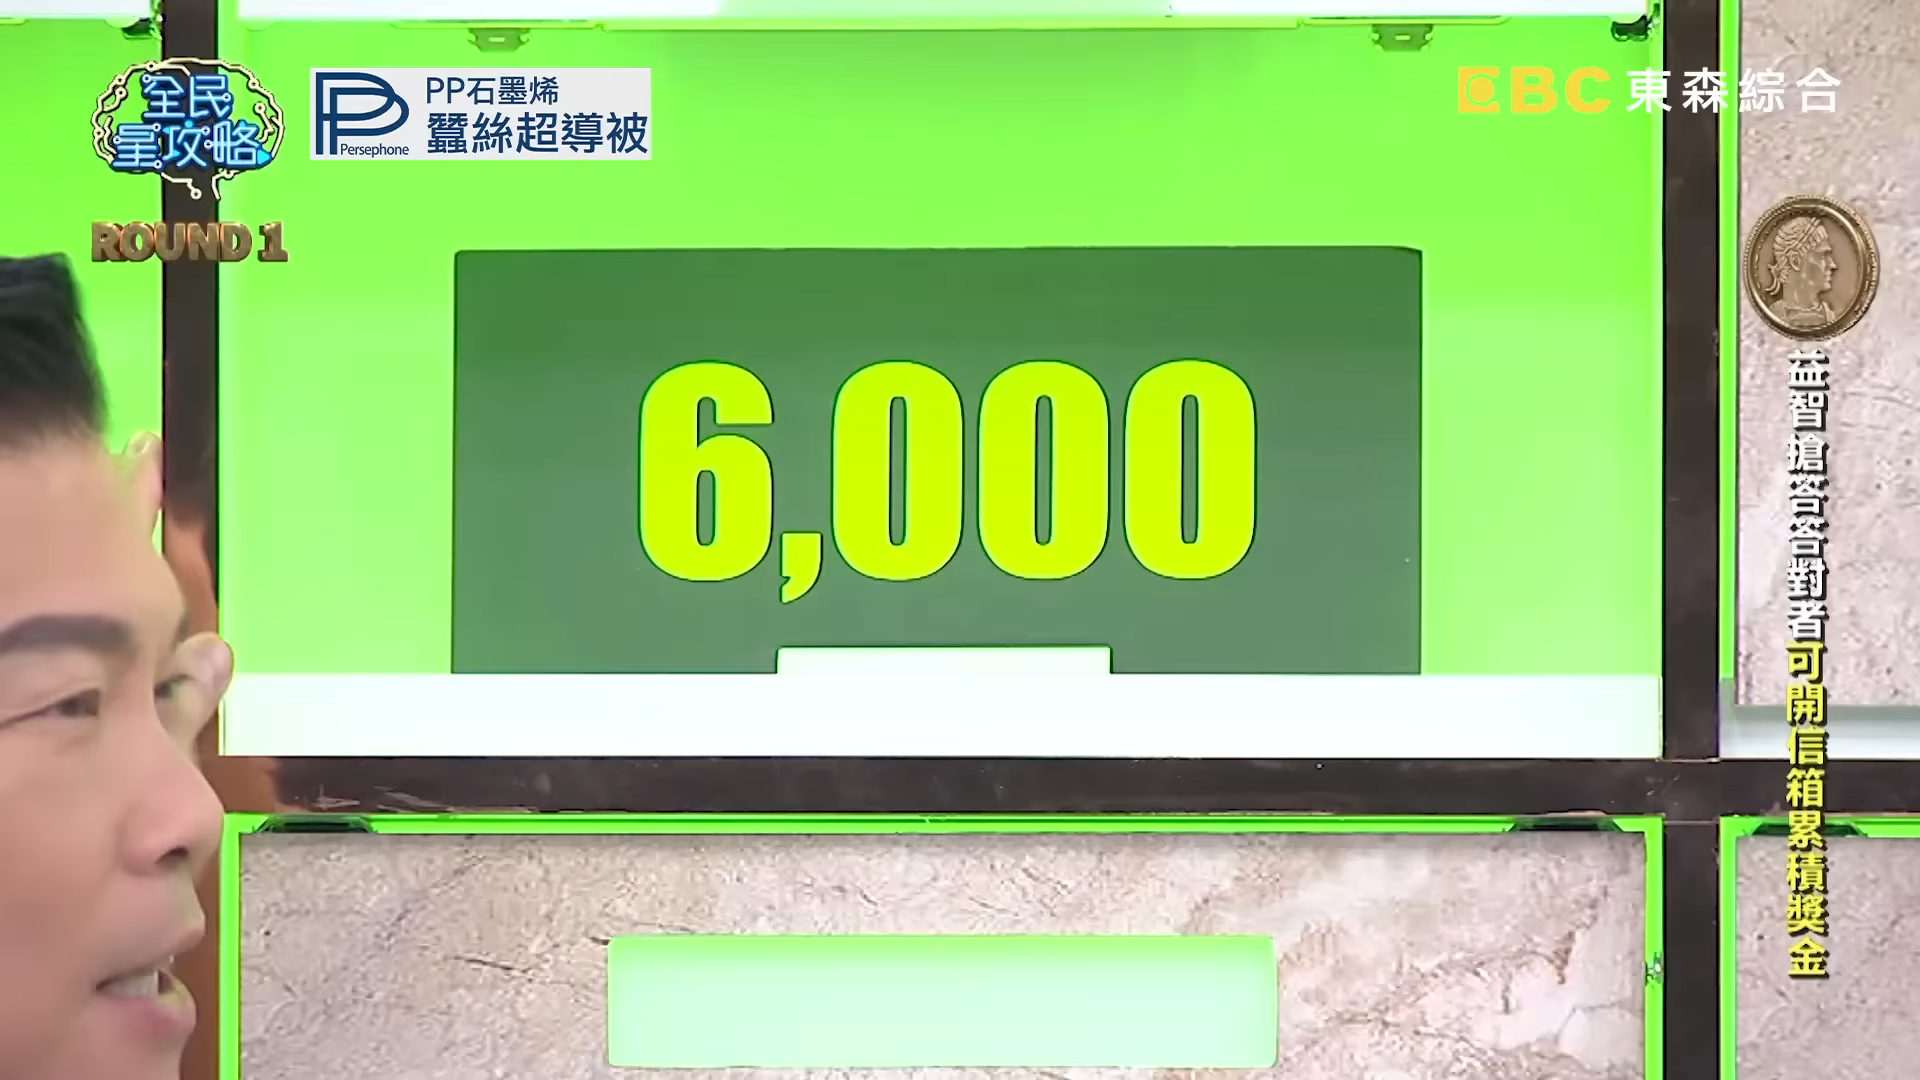 全民
星攻略
ROUND 1
PP
Persephone
PP石墨烯
蠶絲超導被
EBC 東森綜合
6,000
益智搶答答對者可開信箱累積獎金